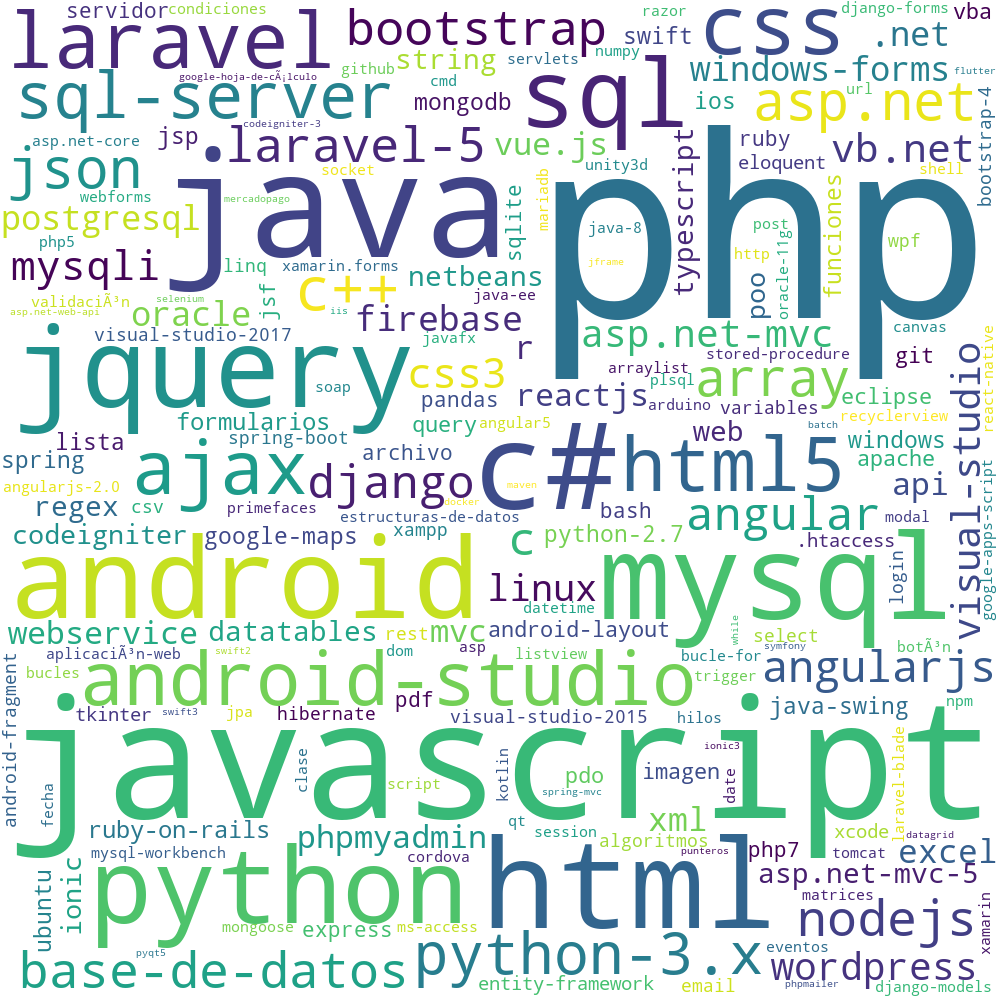 laravel
servidor
condiciones
bootstrap
razor
swift
css
django-forms
.net
vba
google-hoja-de-cÃ¡lculo
github
string
servlets
numpy
sql
windows-forms
flutter
sql-server
cmd
mongodb
ios
asp.net
url
bootstrap-4
codeigniter-3
asp.net-core
jsp
laravel-5
vue.js
unity3d
typescript
ruby
eloquent
vb.net
shell
json
webforms
java
socket
mercadopago
sqlite
mariadb
php
postgresql
php5
java-8
post
oracle-11gr
funciones
wpf
mysqli
linq
jsf
xamarin.forms
netbeans
jframe
http
poo
validaciÃ³n
selenium
asp.net-web-api
oracle
c++
iis
java-ee
firebase
asp.net-mvc
canvas
jquery
visual-studio-2017
javafx
r
stored-procedure
git
react-native
visual-studio
soap
css3
pandas
reactjs
arraylist
plsql
array
eclipse
arduino
variables
recyclerview
formularios
query
angular5
batch
lista
spring-boot
archivo
c#
web
windows
spring
ajax
django
html5
apache
angularjs-2.0
maven
docker
api
google-apps-script
regex
csv
primefaces
estructuras-de-datos
bash
angular
modal
codeigniter
google-maps
xampp
c
python-2.7
.htaccess
android
linux
mysql
login
datetime
webservice
datatables
rest
mvc
android-layout
while
select
botÃ³n
aplicaciÃ³n-web
swift2
dom
asp
listview
bucle-for
symfony
android-fragment
bucles
android-studio
pdf
trigger
angularjs
tkinter
swift3
jpa
hibernate
visual-studio-2015
hilos
java-swing
npm
javascript
ionic3
clase
kotlin
laravel-blade
fecha
script
spring-mvc
pdo
imagen
date
ruby-on-rails
phpmyadmin
qt
session
xml
algoritmos
xcode
datagrid
mysql-workbench
cordova
html
punteros
php7
tomcat
excel
ubuntu
ionic
python
asp.net-mvc-5
matrices
mongoose
express
ms-access
nodejs
xamarin
pyqt5
python-3.x
eventos
base-de-datos
entity-framework
email
wordpress
phpmailer
django-models